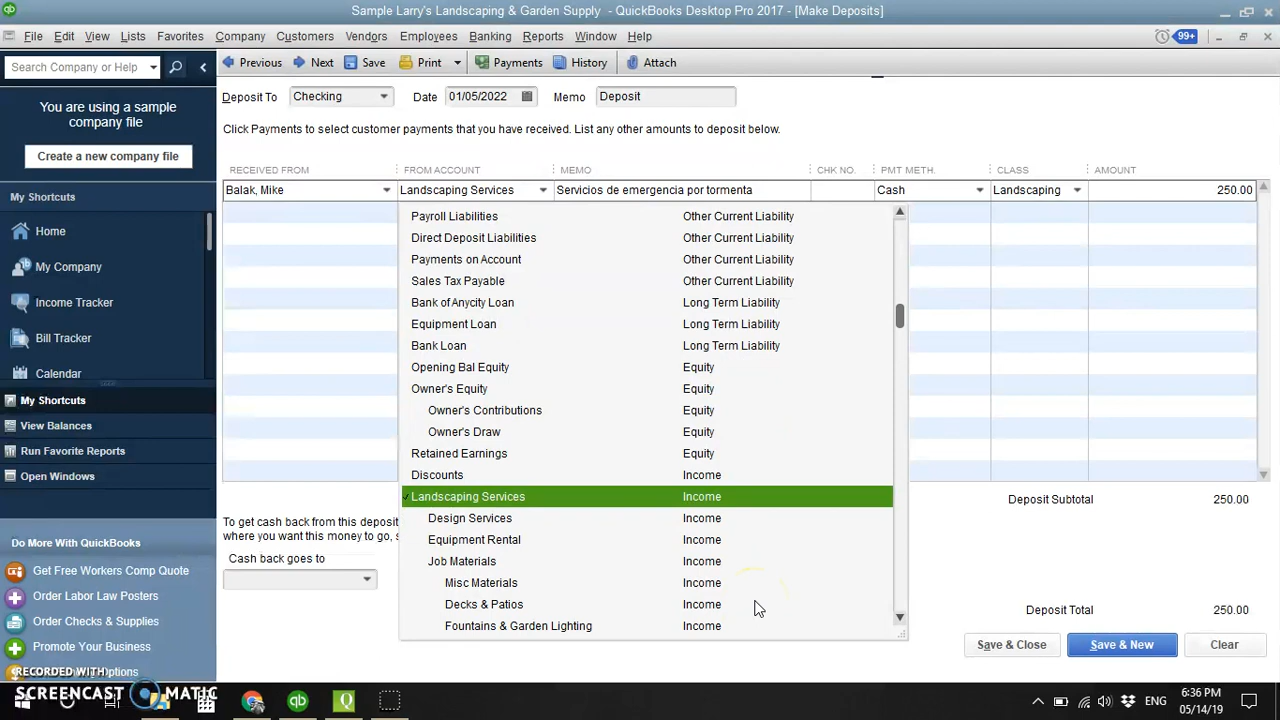 Sample Larry's Landscaping & Garden Supply - QuickBooks Desktop Pro 2017 - [Make Deposits]
File Edit View Lists Favorites Company Customers Vendors Employees Banking Reports Window Help 99+
Search Company or Help
Previous Next Save Print Payments History Attach
You are using a sample
company file
Create a new company file
My Shortcuts
Home
My Company
Income Tracker
Bill Tracker
Calendar
My Shortcuts
View Balances
Run Favorite Reports
Open Windows
Do More With QuickBooks
Get Free Workers Comp Quote
Order Labor Law Posters
Order Checks & Supplies
Promote Your Business
Options
Deposit To Checking Date 01/05/2022 Memo Deposit
Click Payments to select customer payments that you have received. List any other amounts to deposit below.
RECEIVED FROM FROM ACCOUNT MEMO CHK NO. PMT METH. CLASS AMOUNT
Balak, Mike Landscaping Services Servicios de emergencia por tormenta Cash Landscaping 250.00
Payroll Liabilities Other Current Liability
Direct Deposit Liabilities Other Current Liability
Payments on Account Other Current Liability
Sales Tax Payable Other Current Liability
Bank of Anycity Loan Long Term Liability
Equipment Loan Long Term Liability
Bank Loan Long Term Liability
Opening Bal Equity Equity
Owner's Equity Equity
Owner's Contributions Equity
Owner's Draw Equity
Retained Earnings Equity
Discounts Income
✓ Landscaping Services Income
Design Services Income
Equipment Rental Income
Job Materials Income
Misc Materials Income
Decks & Patios Income
Fountains & Garden Lighting Income
Deposit Subtotal 250.00
To get cash back from this deposit
where you want this money to go, s
Cash back goes to
Deposit Total 250.00
Save & Close Save & New Clear
RECORDED WITH
SCREENCAST MATIC
ENG
6:36 PM
05/14/19